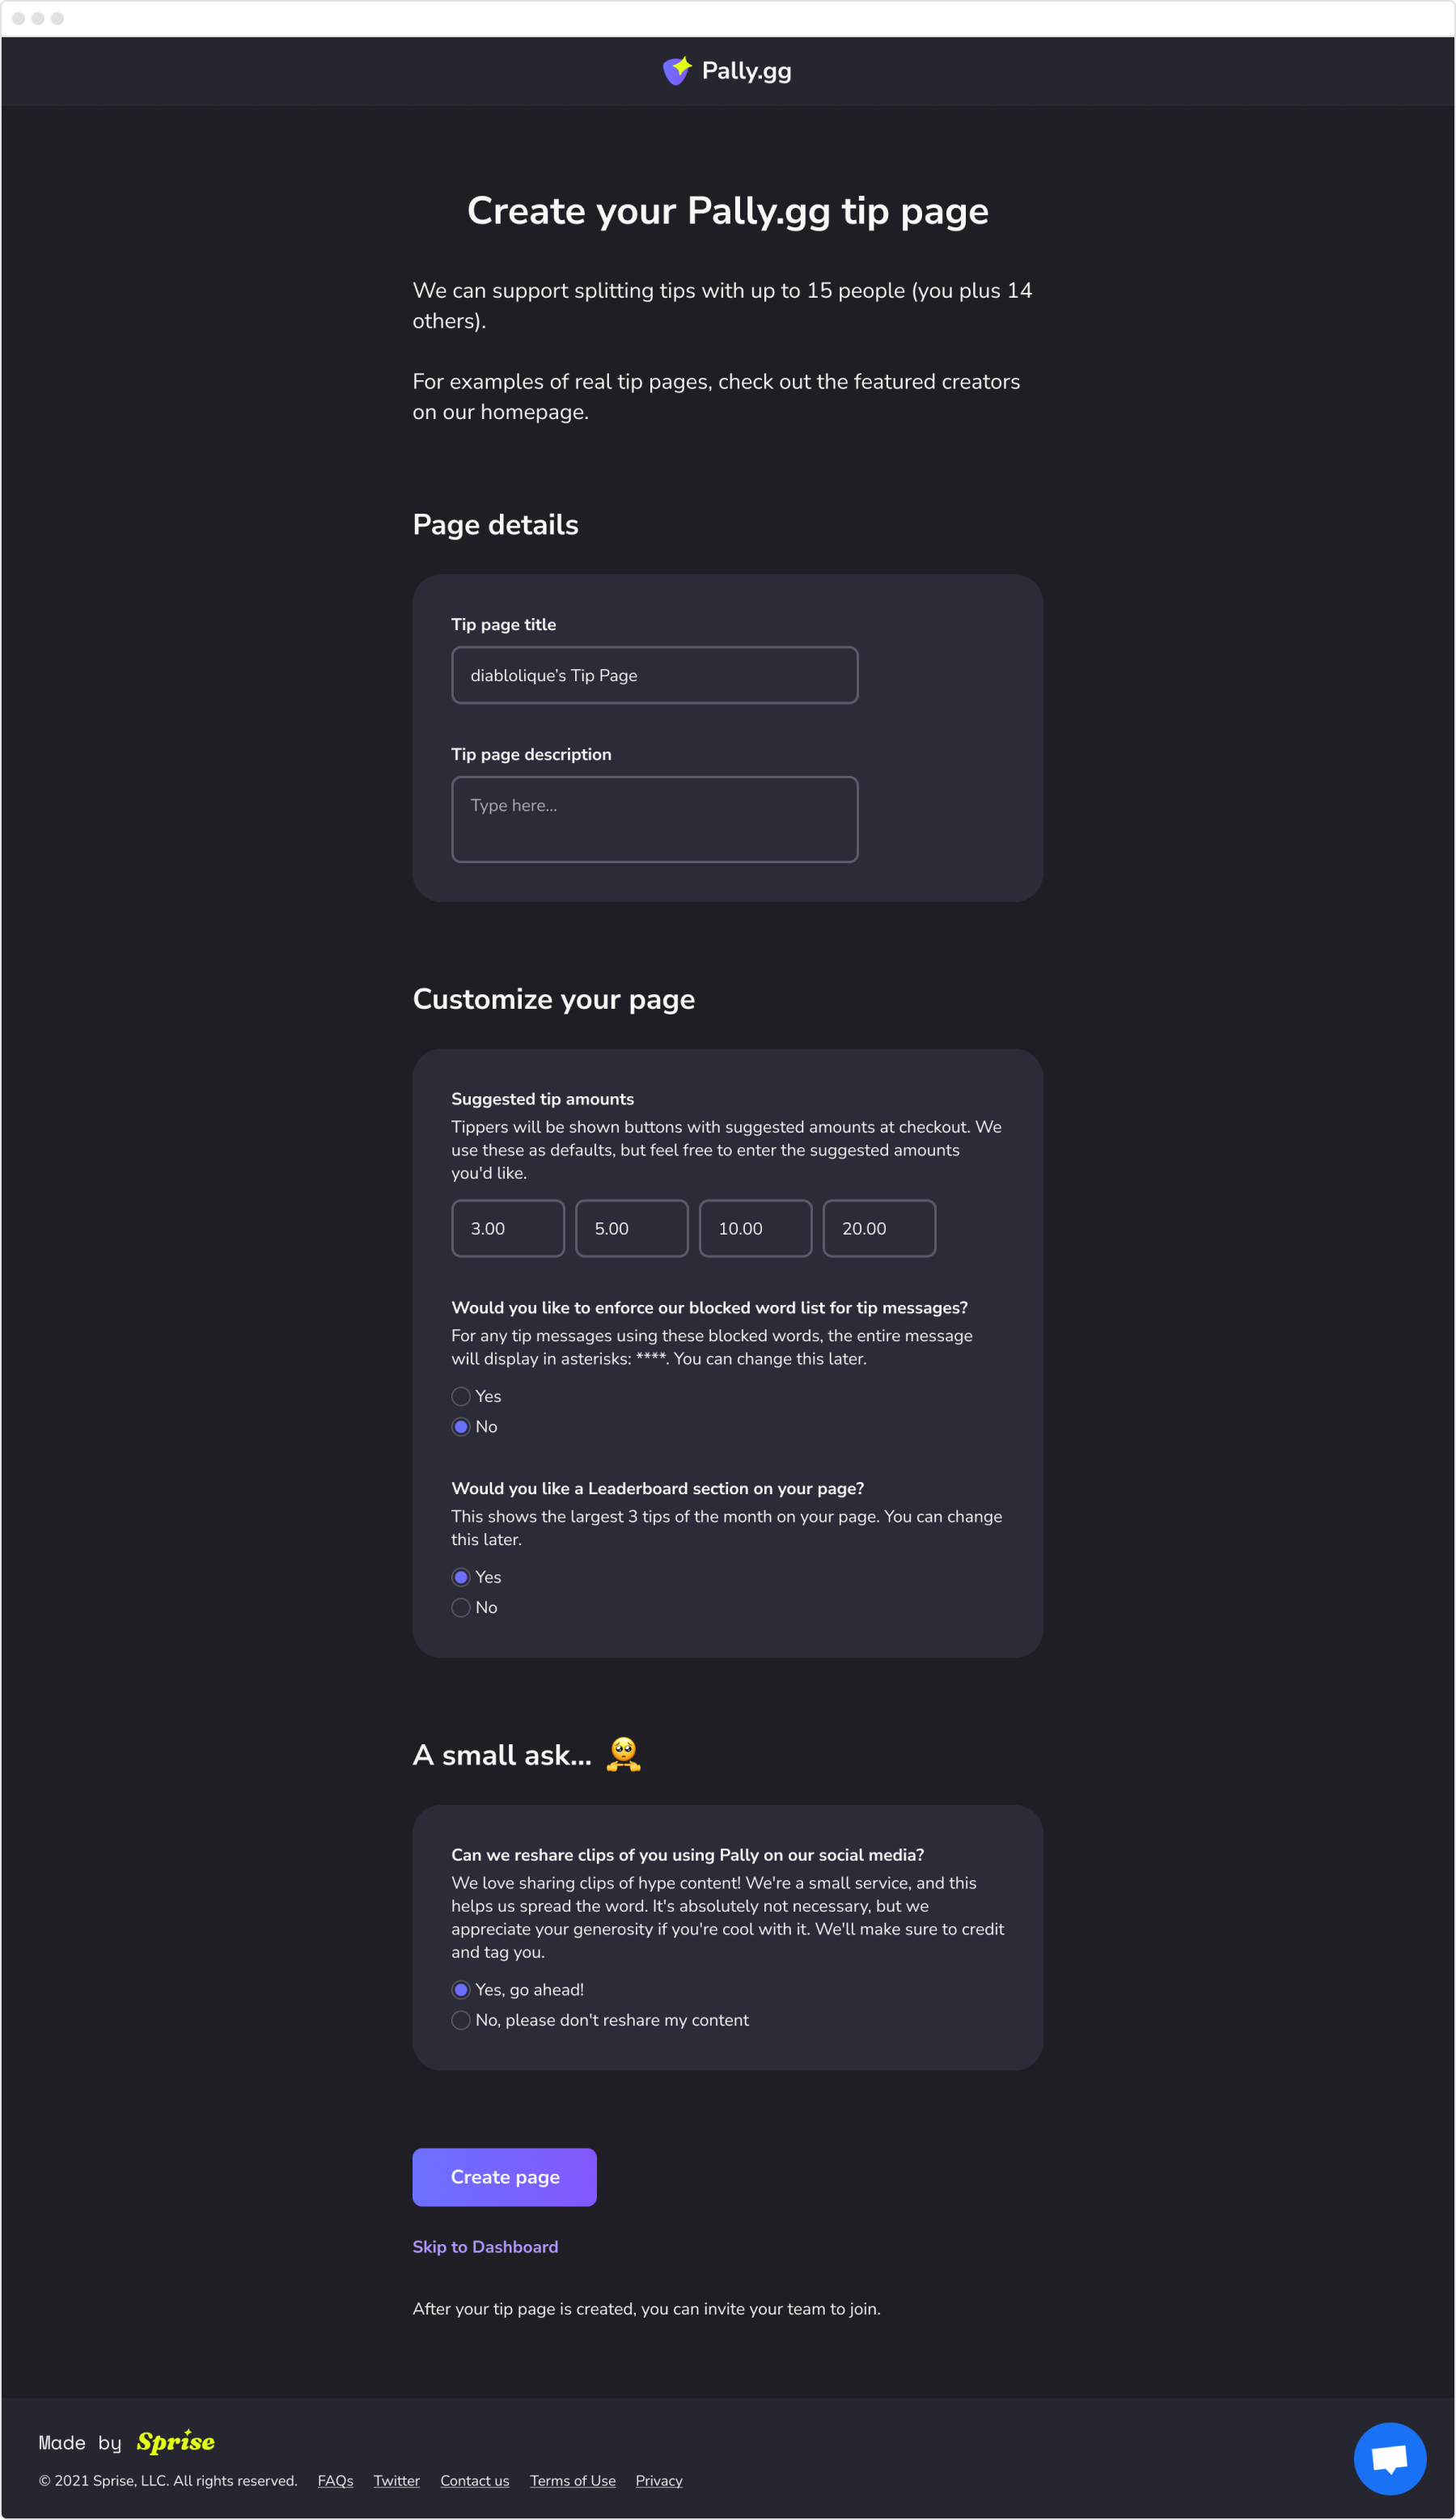 Pally.gg
Create your Pally.gg tip page
We can support splitting tips with up to 15 people (you plus 14
others).
For examples of real tip pages, check out the featured creators
on our homepage.
Page details
Tip page title
diablolique’s Tip Page
Tip page description
Type here...
Customize your page
Suggested tip amounts
Tippers will be shown buttons with suggested amounts at checkout. We
use these as defaults, but feel free to enter the suggested amounts
you'd like.
3.00 5.00 10.00 20.00
Would you like to enforce our blocked word list for tip messages?
For any tip messages using these blocked words, the entire message
will display in asterisks: ****. You can change this later.
Yes
No
Would you like a Leaderboard section on your page?
This shows the largest 3 tips of the month on your page. You can change
this later.
Yes
No
A small ask...
Can we reshare clips of you using Pally on our social media?
We love sharing clips of hype content! We're a small service, and this
helps us spread the word. It's absolutely not necessary, but we
appreciate your generosity if you're cool with it. We'll make sure to credit
and tag you.
Yes, go ahead!
No, please don't reshare my content
Create page
Skip to Dashboard
After your tip page is created, you can invite your team to join.
Made by Sprise
© 2021 Sprise, LLC. All rights reserved. FAQs Twitter Contact us Terms of Use Privacy